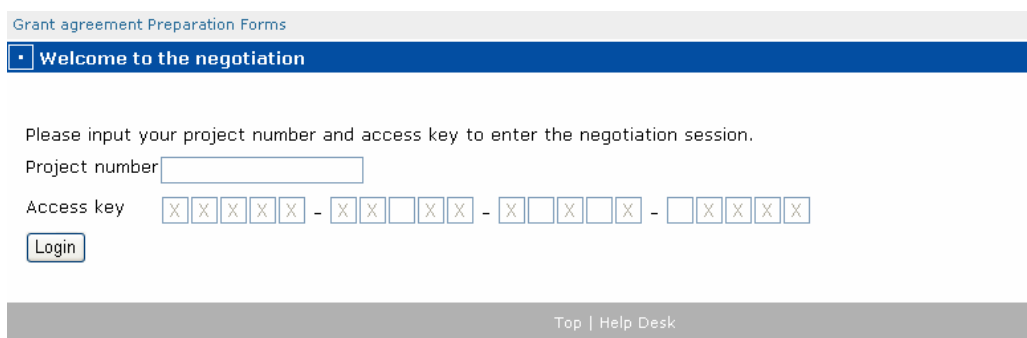 Grant agreement Preparation Forms
Welcome to the negotiation
Please input your project number and access key to enter the negotiation session.
Project number
Access key X X X X X - X X X X - X X X - X X X X
Login
Top | Help Desk